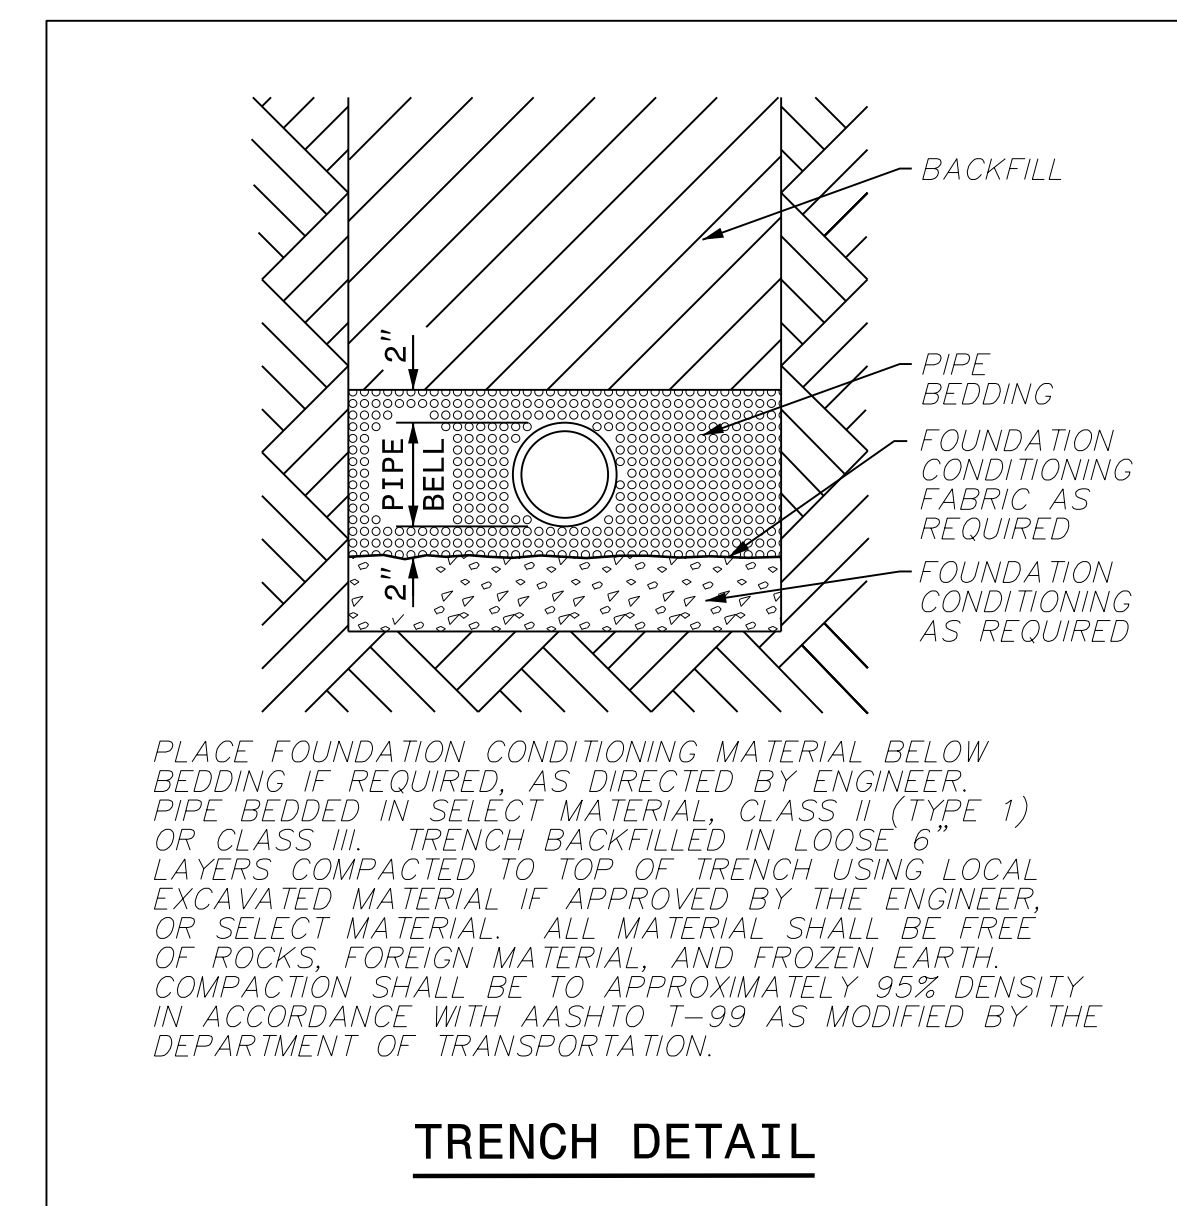 BACKFILL
2"
PIPE
BEDDING
PIPE
BELL
FOUNDATION
CONDITIONING
FABRIC AS
REQUIRED
2"
FOUNDATION
CONDITIONING
AS REQUIRED
PLACE FOUNDATION CONDITIONING MATERIAL BELOW
BEDDING IF REQUIRED, AS DIRECTED BY ENGINEER.
PIPE BEDDED IN SELECT MATERIAL, CLASS II (TYPE 1)
OR CLASS III. TRENCH BACKFILLED IN LOOSE 6"
LAYERS COMPACTED TO TOP OF TRENCH USING LOCAL
EXCAVATED MATERIAL IF APPROVED BY THE ENGINEER,
OR SELECT MATERIAL. ALL MATERIAL SHALL BE FREE
OF ROCKS, FOREIGN MATERIAL, AND FROZEN EARTH.
COMPACTION SHALL BE TO APPROXIMATELY 95% DENSITY
IN ACCORDANCE WITH AASHTO T-99 AS MODIFIED BY THE
DEPARTMENT OF TRANSPORTATION.
TRENCH DETAIL